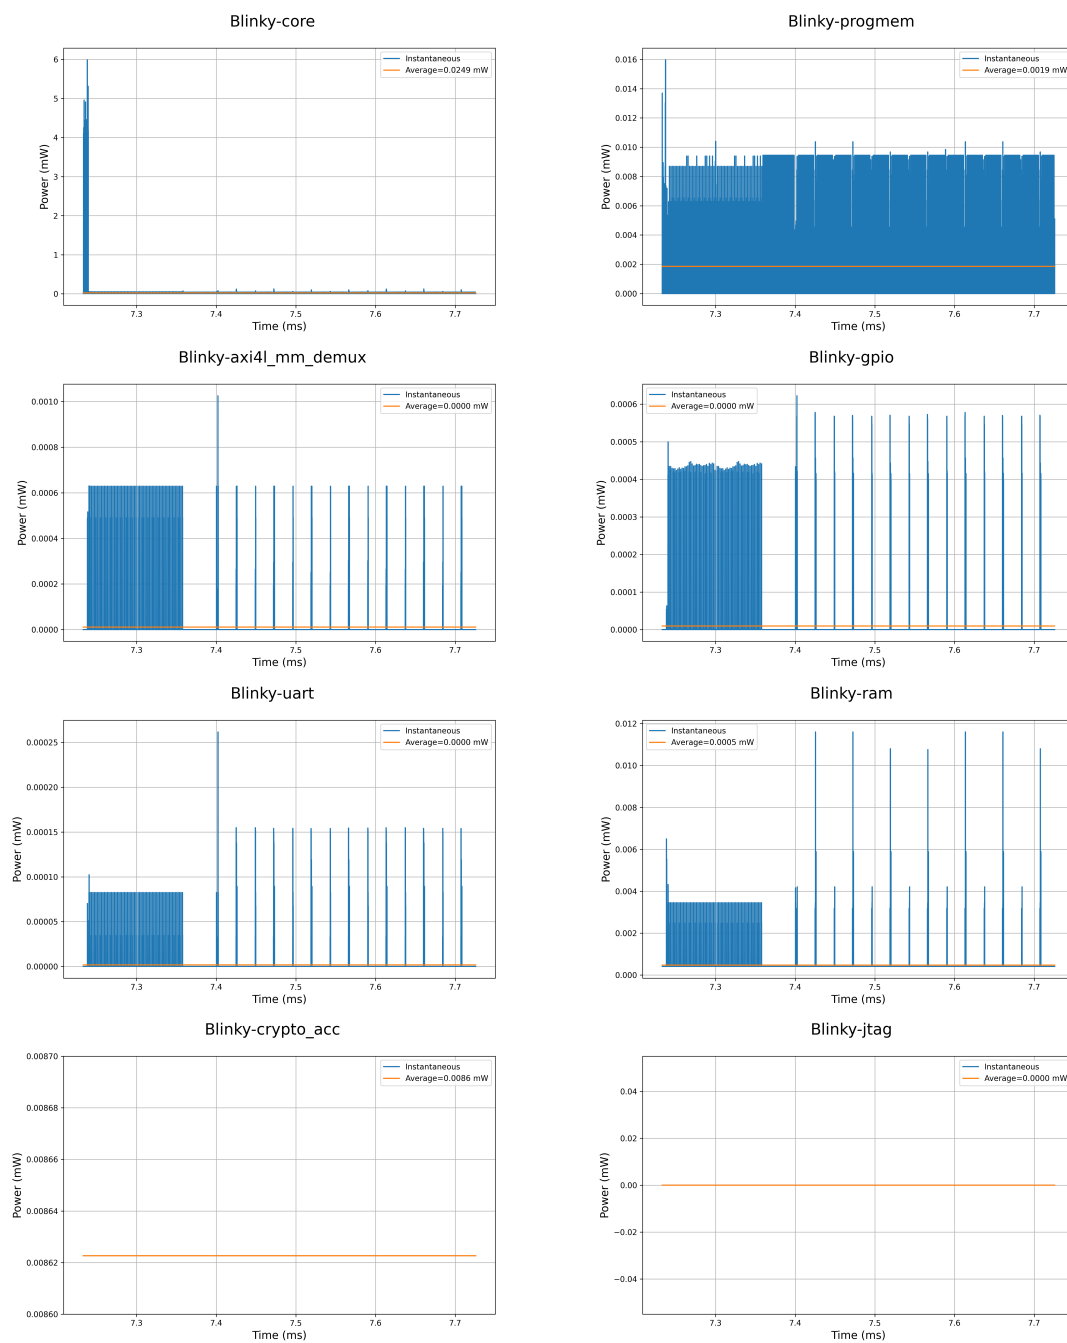 Blinky-core
Power (mW)
6
5
4
3
2
1
0
Instantaneous
Average=0.0249 mW
7.3
7.4
7.5
7.6
7.7
Time (ms)
Blinky-progmem
Power (mW)
0.016
0.014
0.012
0.010
0.008
0.006
0.004
0.002
0.000
Instantaneous
Average=0.0019 mW
7.3
7.4
7.5
7.6
7.7
Time (ms)
Blinky-axi4l_mm_demux
Power (mW)
0.0010
0.0008
0.0006
0.0004
0.0002
0.0000
Instantaneous
Average=0.0000 mW
7.3
7.4
7.5
7.6
7.7
Time (ms)
Blinky-gpio
Power (mW)
0.0006
0.0005
0.0004
0.0003
0.0002
0.0001
0.0000
Instantaneous
Average=0.0000 mW
7.3
7.4
7.5
7.6
7.7
Time (ms)
Blinky-uart
Power (mW)
0.00025
0.00020
0.00015
0.00010
0.00005
0.00000
Instantaneous
Average=0.0000 mW
7.3
7.4
7.5
7.6
7.7
Time (ms)
Blinky-ram
Power (mW)
0.012
0.010
0.008
0.006
0.004
0.002
0.000
Instantaneous
Average=0.0005 mW
7.3
7.4
7.5
7.6
7.7
Time (ms)
Blinky-crypto_acc
Power (mW)
0.00870
0.00868
0.00866
0.00864
0.00862
0.00860
Instantaneous
Average=0.0086 mW
7.3
7.4
7.5
7.6
7.7
Time (ms)
Blinky-jtag
Power (mW)
0.04
0.02
0.00
−0.02
−0.04
Instantaneous
Average=0.0000 mW
7.3
7.4
7.5
7.6
7.7
Time (ms)